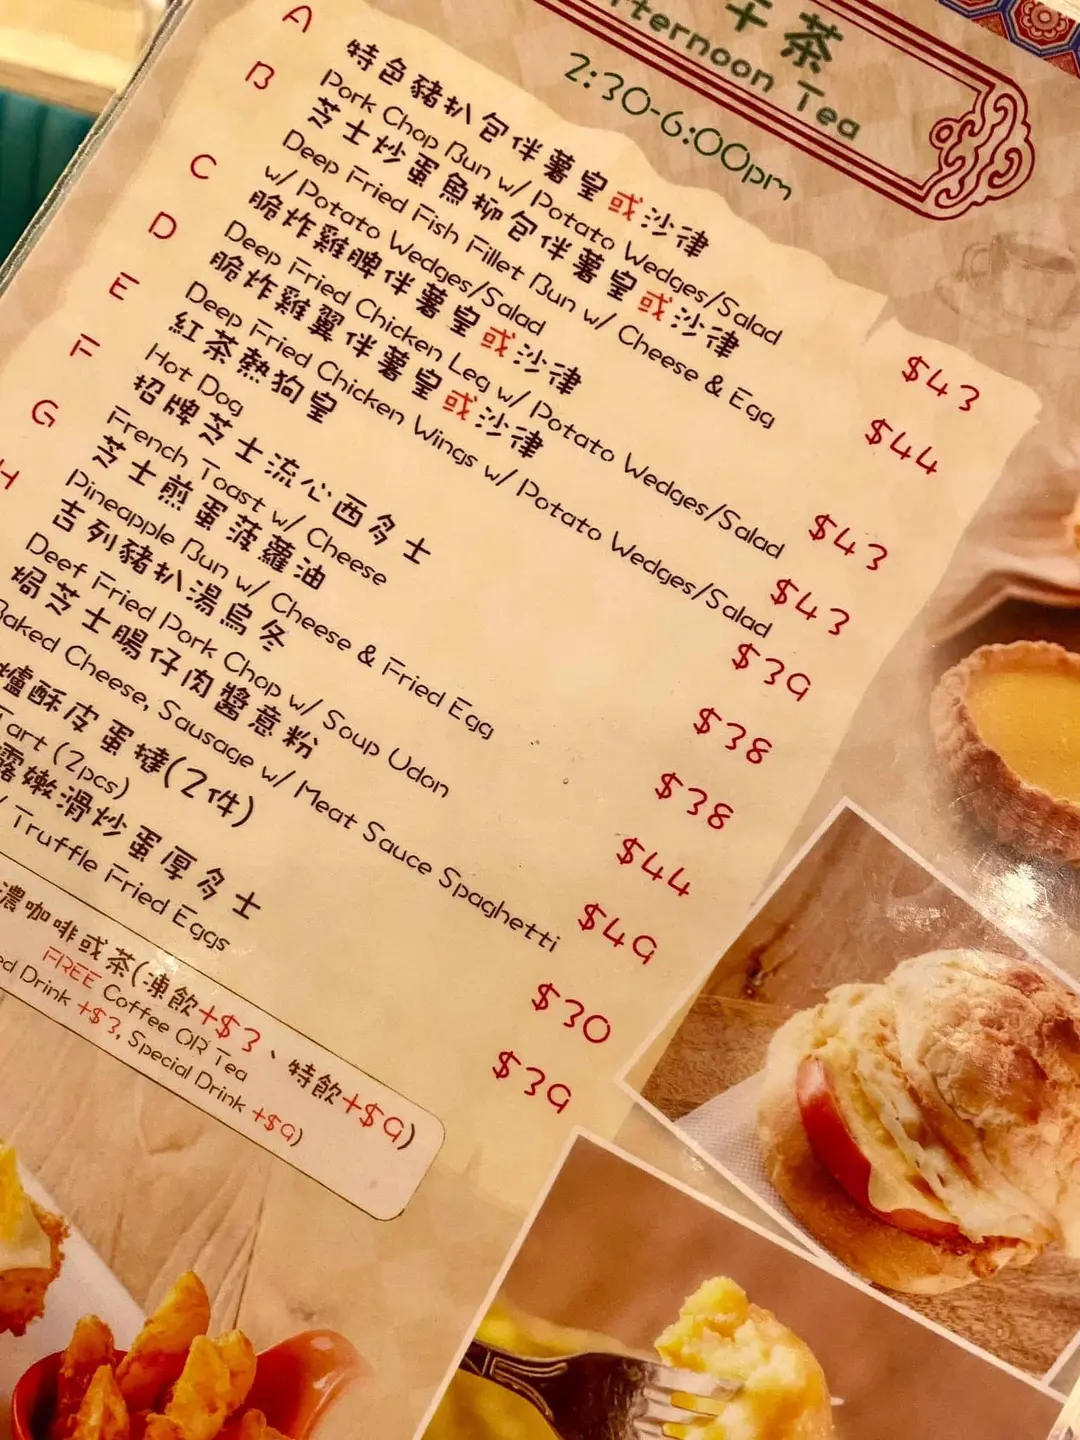 午茶
Afternoon Tea
2:30-6:00pm
A 特色豬扒包伴薯皇或沙律
Pork Chop Bun w/ Potato Wedges/Salad $43
B 芝士炒蛋魚柳包伴薯皇或沙律
Deep Fried Fish Fillet Bun w/ Cheese & Egg
w/ Potato Wedges/Salad $44
C 脆炸雞脾伴薯皇或沙律
Deep Fried Chicken Leg w/ Potato Wedges/Salad $43
D 脆炸雞翼伴薯皇或沙律
Deep Fried Chicken Wings w/ Potato Wedges/Salad $43
E 紅茶熱狗皇
Hot Dog $39
F 招牌芝士流心西多士
French Toast w/ Cheese $38
G 芝士煎蛋菠蘿油
Pineapple Bun w/ Cheese & Fried Egg $38
H 吉列豬扒湯烏冬
Deef Fried Pork Chop w/ Soup Udon $44
焗芝士腸仔肉醬意粉
Baked Cheese, Sausage w/ Meat Sauce Spaghetti $49
爐酥皮蛋撻(2件)
Tart (2pcs) $30
露嫩滑炒蛋厚多士
Truffle Fried Eggs $39
濃咖啡或茶(凍飲+$3、特飲+$9)
FREE Coffee OR Tea
Drink +$3, Special Drink +$9)